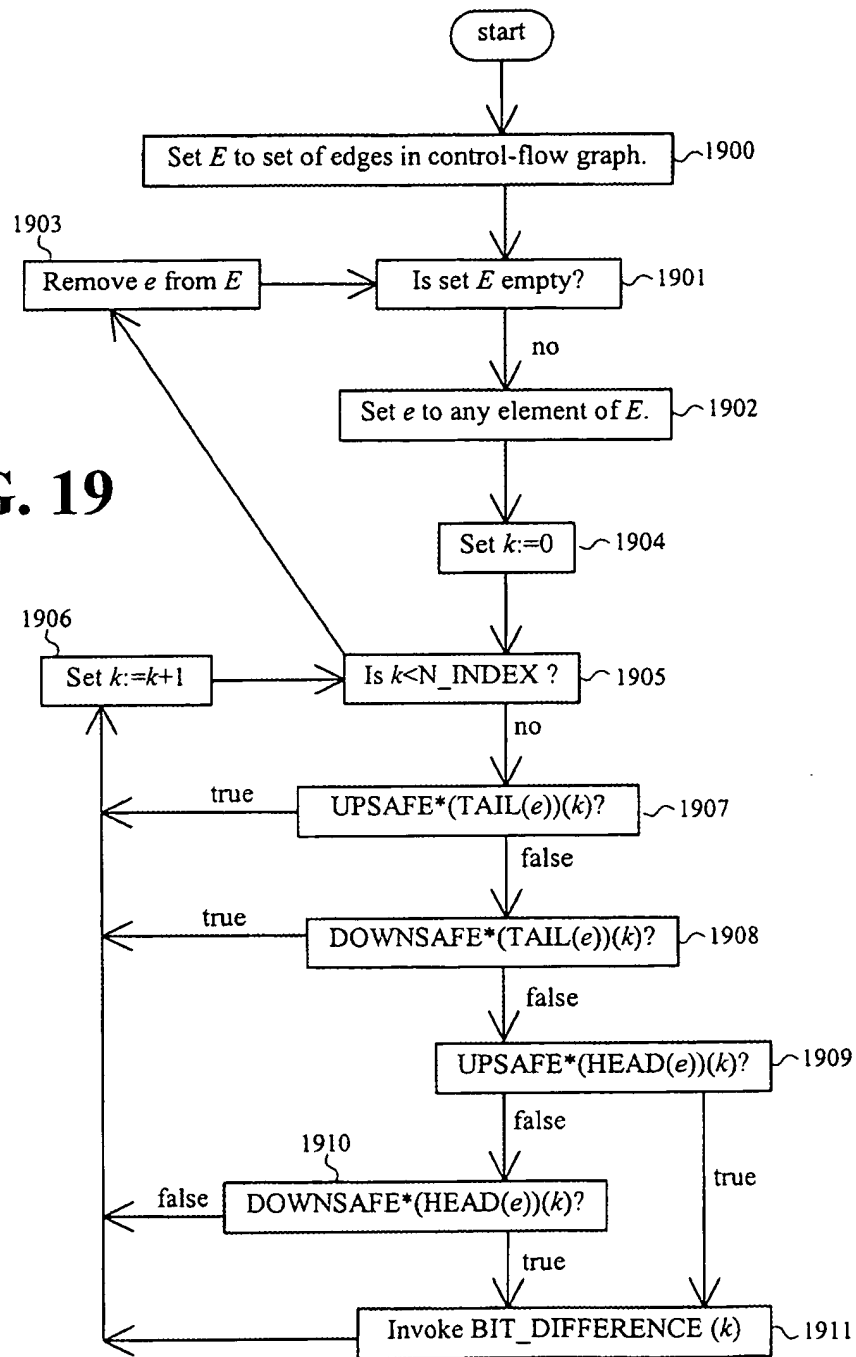 start
Set E to set of edges in control-flow graph.
1900
1903
Remove e from E
Is set E empty?
1901
no
Set e to any element of E.
1902
G. 19
Set k:=0
1904
1906
Set k:=k+1
Is k<N_INDEX ?
1905
no
true
UPSAFE*(TAIL(e))(k)?
1907
false
true
DOWNSAFE*(TAIL(e))(k)?
1908
false
UPSAFE*(HEAD(e))(k)?
1909
false
1910
true
false
DOWNSAFE*(HEAD(e))(k)?
true
Invoke BIT_DIFFERENCE (k)
1911